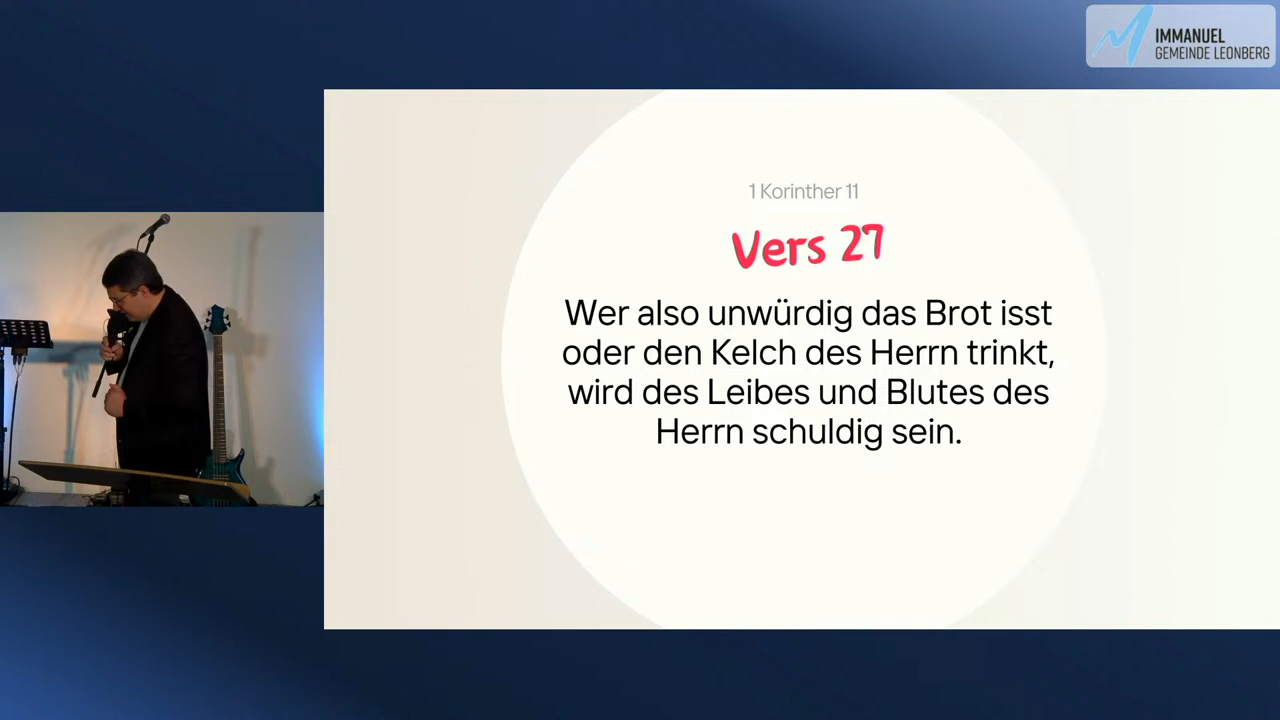 IMMANUEL
GEMEINDE LEONBERG
1 Korinther 11
Vers 27
Wer also unwürdig das Brot isst
oder den Kelch des Herrn trinkt,
wird des Leibes und Blutes des
Herrn schuldig sein.